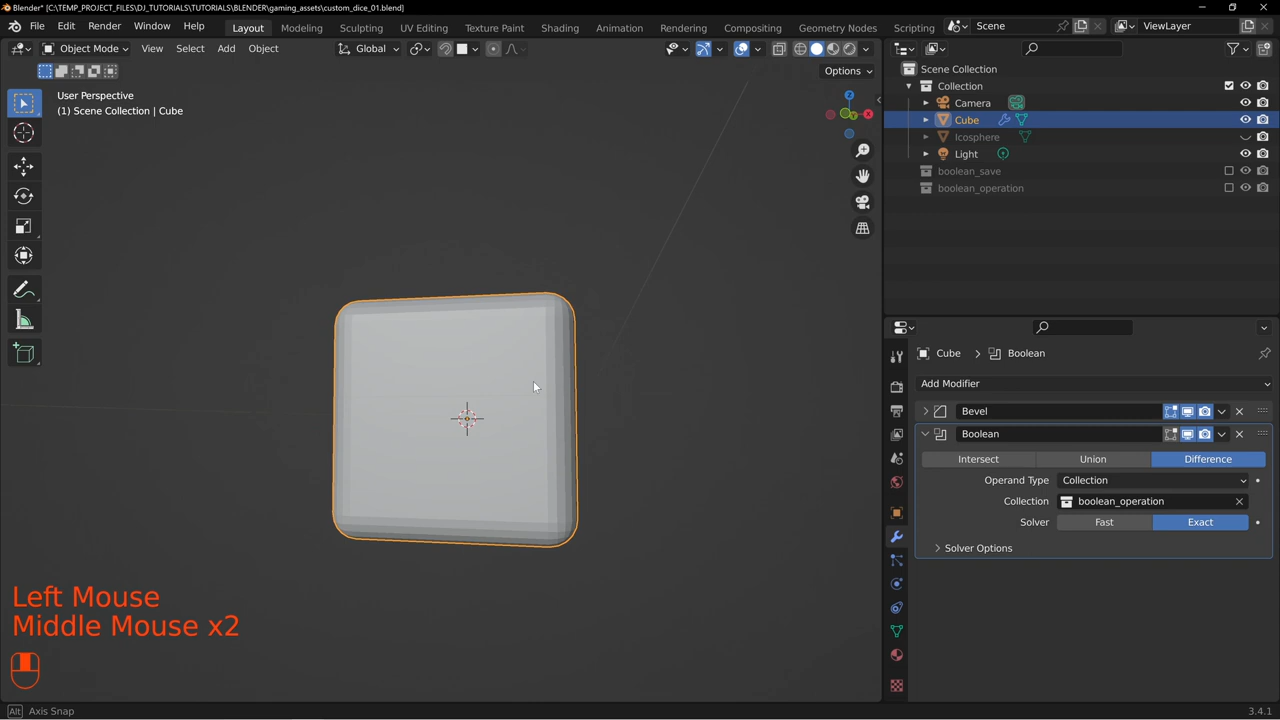 Blender* [C:\TEMP_PROJECT_FILES\DJ_TUTORIALS\TUTORIALS\BLENDER\gaming_assets\custom_dice_01.blend]
File Edit Render Window Help Layout Modeling Sculpting UV Editing Texture Paint Shading Animation Rendering Compositing Geometry Nodes Scripting Scene ViewLayer
Object Mode View Select Add Object Global
Options
User Perspective
(1) Scene Collection | Cube
Z
X
Y
Scene Collection
Collection
Camera
Cube
Icosphere
Light
boolean_save
boolean_operation
Cube > Boolean
Add Modifier
Bevel
Boolean
Intersect Union Difference
Operand Type Collection
Collection boolean_operation
Solver Fast Exact
Solver Options
Left Mouse
Middle Mouse x2
Alt Axis Snap
3.4.1